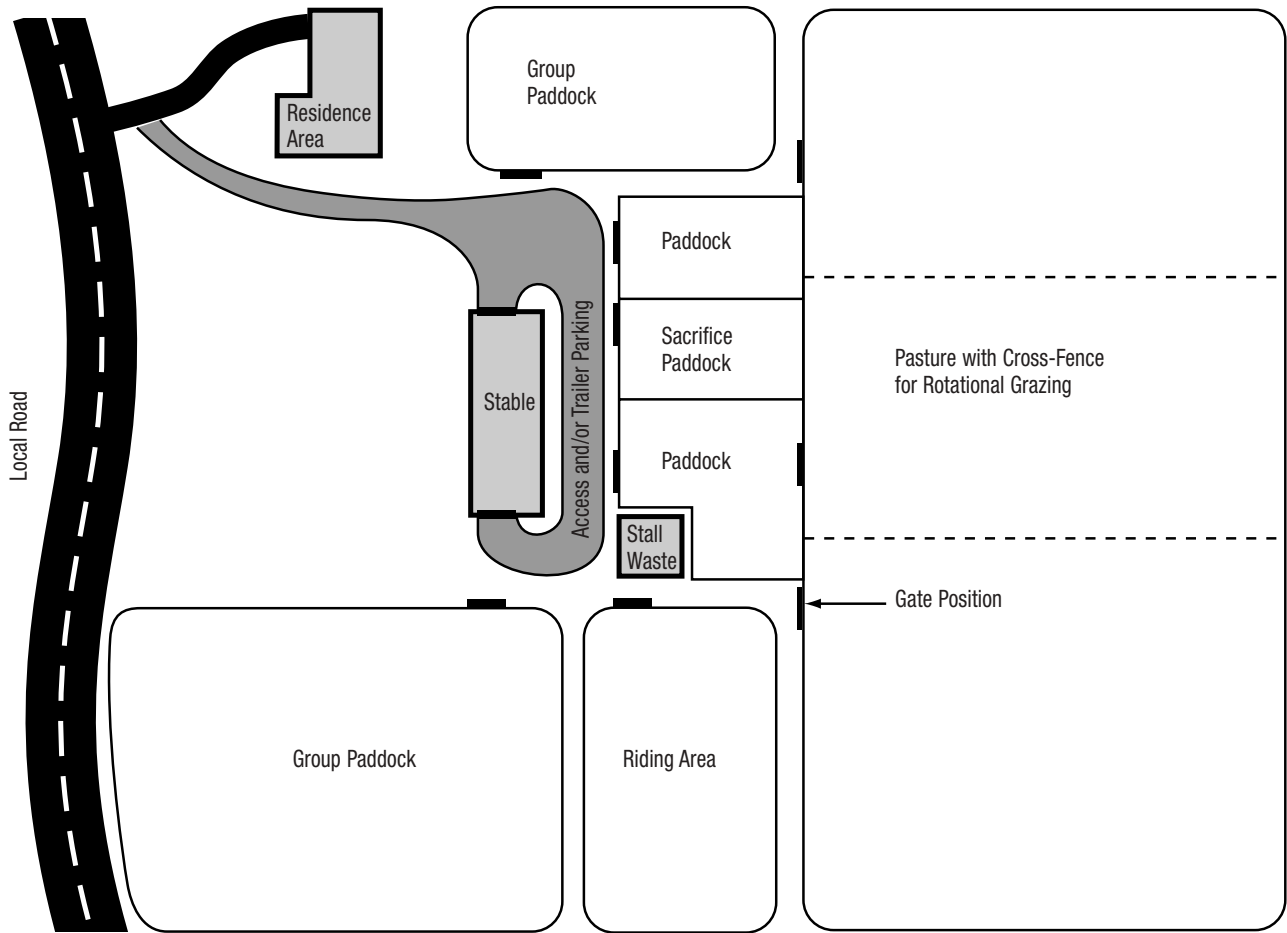 Group
Paddock
Residence
Area
Paddock
Sacrifice
Paddock
Pasture with Cross-Fence
for Rotational Grazing
Local Road
Stable
Access and/or Trailer Parking
Paddock
Stall
Waste
Gate Position
Group Paddock
Riding Area